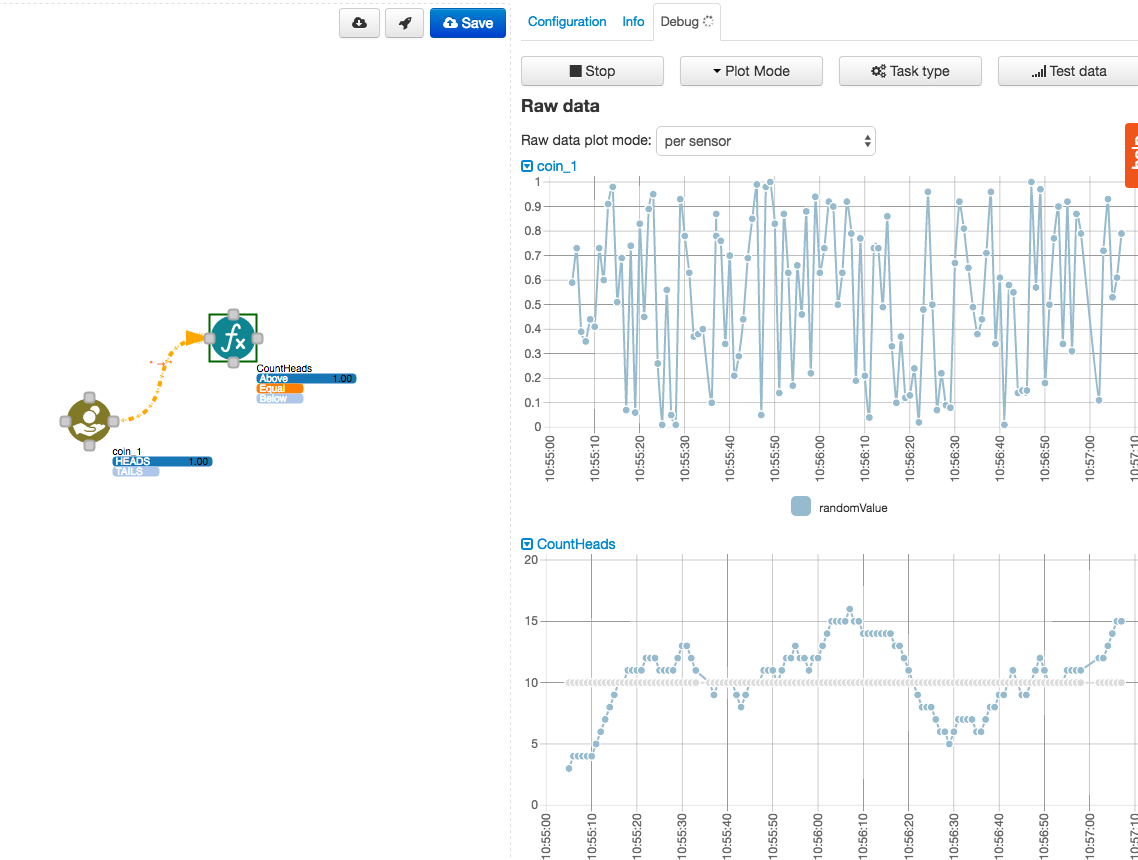 Save
Configuration Info Debug
Stop Plot Mode Task type Test data
Raw data
Raw data plot mode: per sensor
help
coin_1
1
0.9
0.8
0.7
0.6
0.5
0.4
0.3
0.2
0.1
0
10:55:00 10:55:10 10:55:20 10:55:30 10:55:40 10:55:50 10:56:00 10:56:10 10:56:20 10:56:30 10:56:40 10:56:50 10:57:00 10:57:10
randomValue
CountHeads
Above 1.00
Equal
Below
coin_1
HEADS 1.00
TAILS
CountHeads
20
15
10
5
0
10:55:00 10:55:10 10:55:20 10:55:30 10:55:40 10:55:50 10:56:00 10:56:10 10:56:20 10:56:30 10:56:40 10:56:50 10:57:00 10:57:10